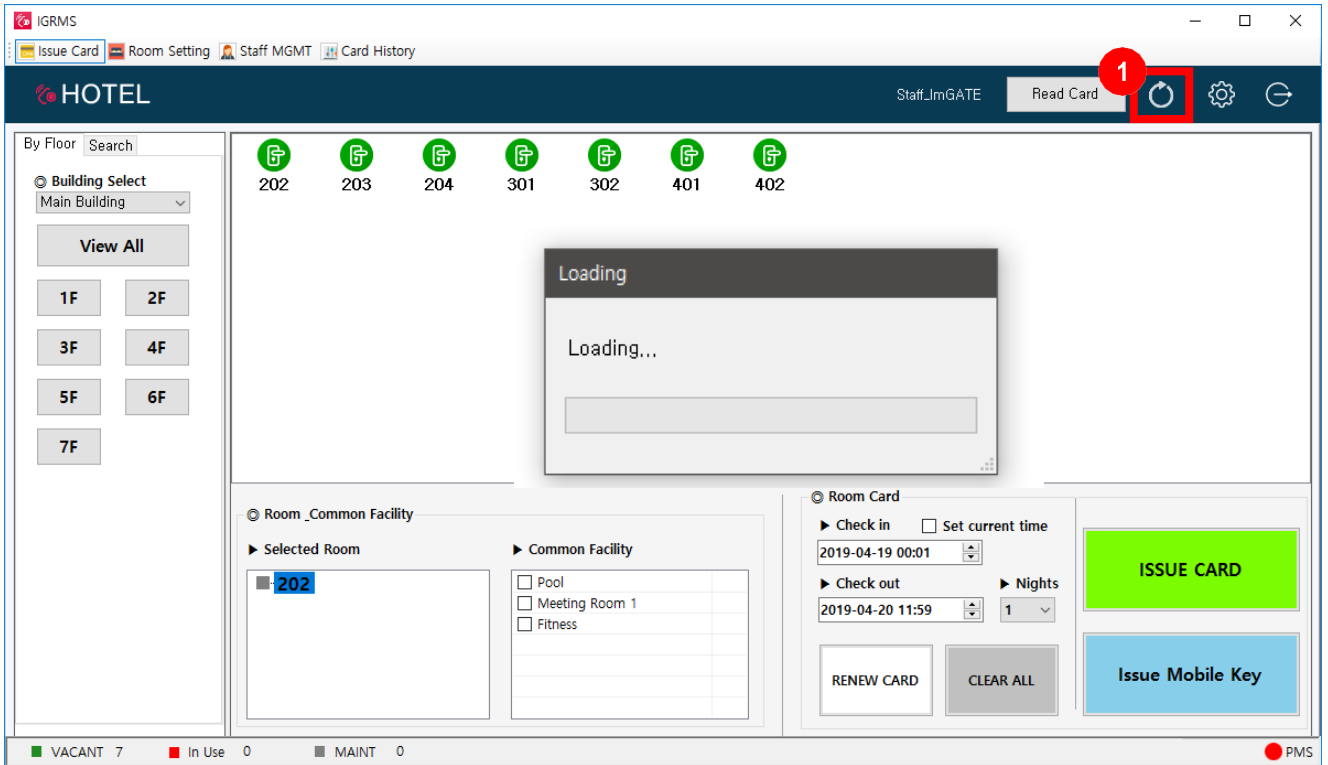 IGRMS
Issue Card Room Setting Staff MGMT Card History
HOTEL
Staff_ImGATE
Read Card
1
By Floor Search
Building Select
Main Building
View All
1F 2F
3F 4F
5F 6F
7F
202 203 204 301 302 401 402
Loading
Loading...
Room _Common Facility
Selected Room
202
Common Facility
Pool
Meeting Room 1
Fitness
Room Card
Check in Set current time
2019-04-19 00:01
Check out Nights
2019-04-20 11:59 1
RENEW CARD CLEAR ALL
ISSUE CARD
Issue Mobile Key
VACANT 7 In Use 0 MAINT 0 PMS